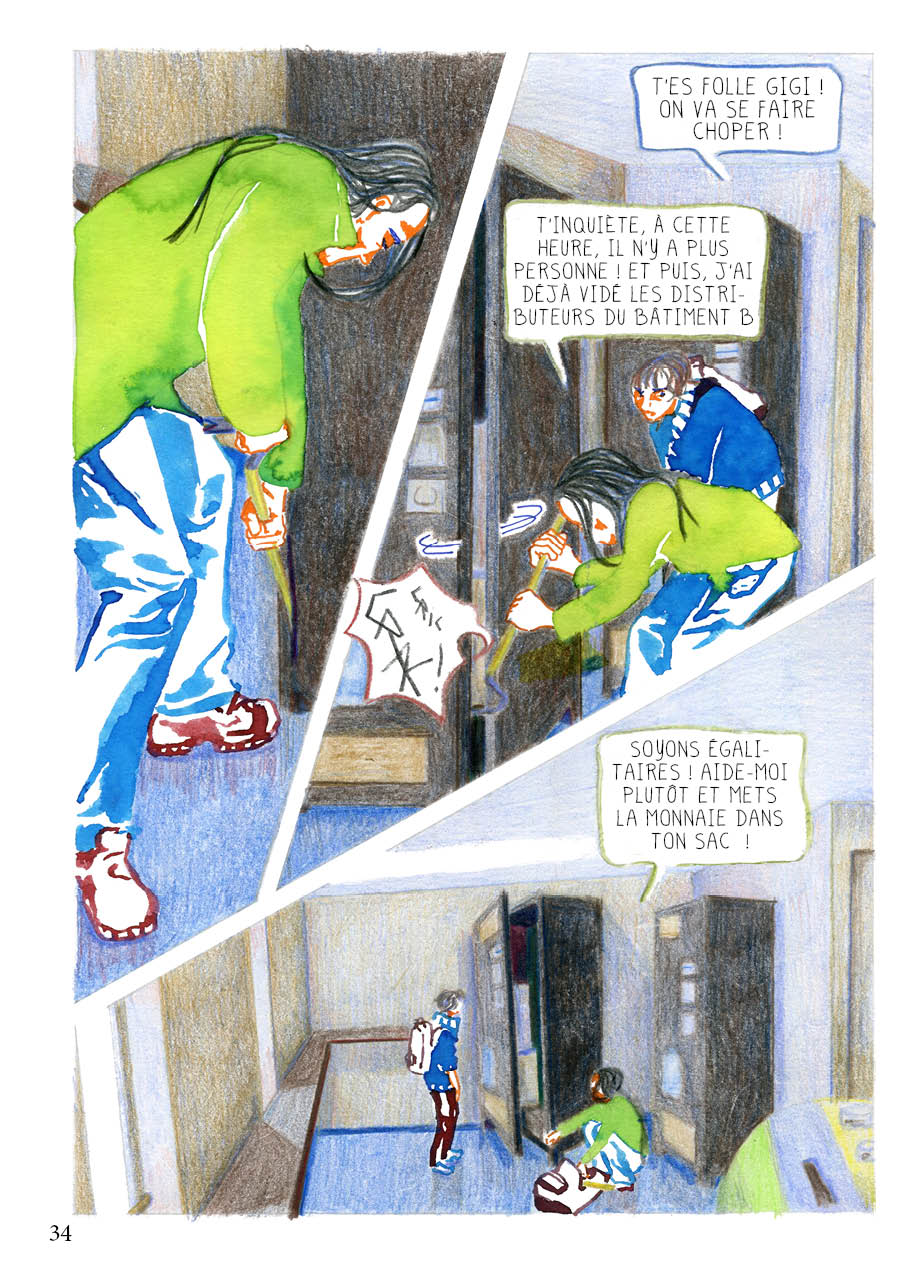 T'ES FOLLE GIGI !
ON VA SE FAIRE
CHOPER !
T'INQUIÈTE, À CETTE
HEURE, IL N'Y A PLUS
PERSONNE ! ET PUIS, J'AI
DÉJÀ VIDÉ LES DISTRI-
BUTEURS DU BÂTIMENT B
SOYONS ÉGALI-
TAIRES ! AIDE-MOI
PLUTÔT ET METS
LA MONNAIE DANS
TON SAC !
34